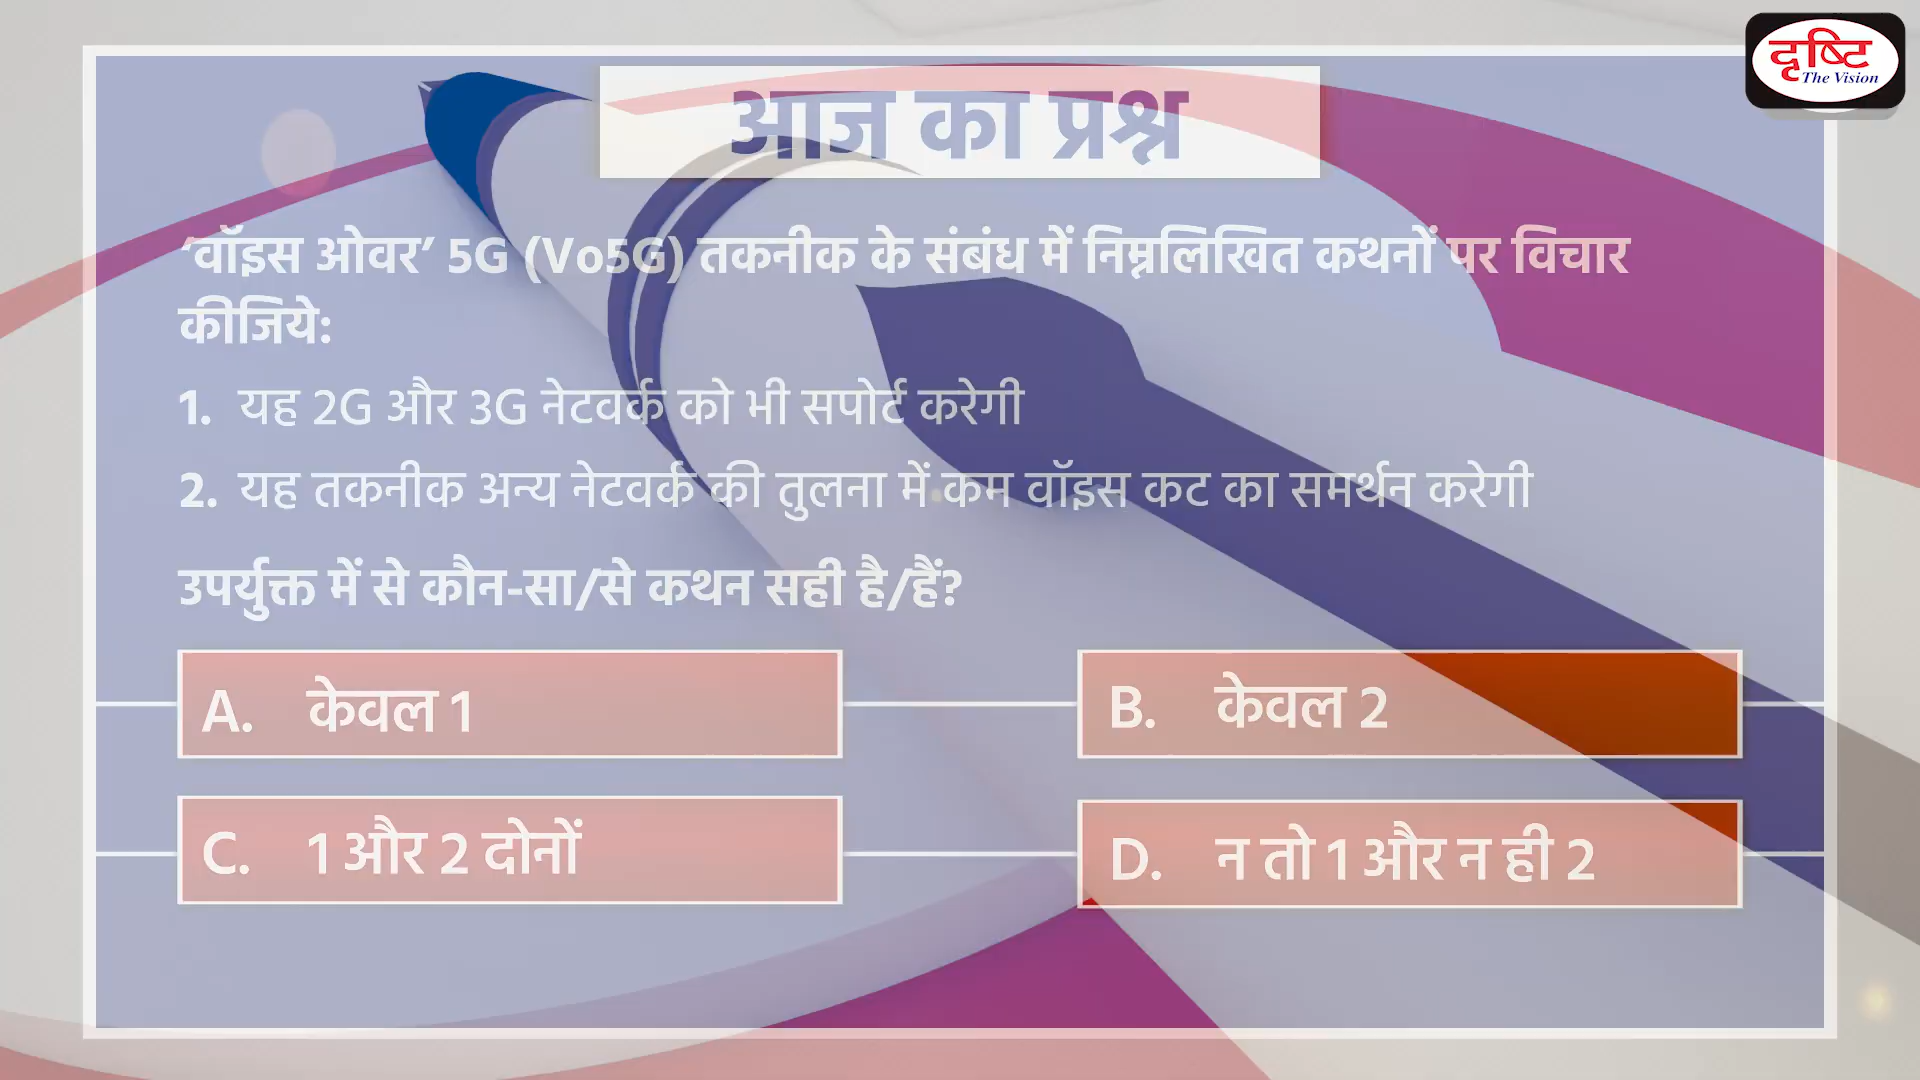 दृष्टि
The Vision
आज का प्रश्न
‘वॉइस ओवर’ 5G (Vo5G) तकनीक के संबंध में निम्नलिखित कथनों पर विचार
कीजिये:
1. यह 2G और 3G नेटवर्क को भी सपोर्ट करेगी
2. यह तकनीक अन्य नेटवर्क की तुलना में कम वॉइस कट का समर्थन करेगी
उपर्युक्त में से कौन-सा/से कथन सही है/हैं?
A. केवल 1
B. केवल 2
C. 1 और 2 दोनों
D. न तो 1 और न ही 2